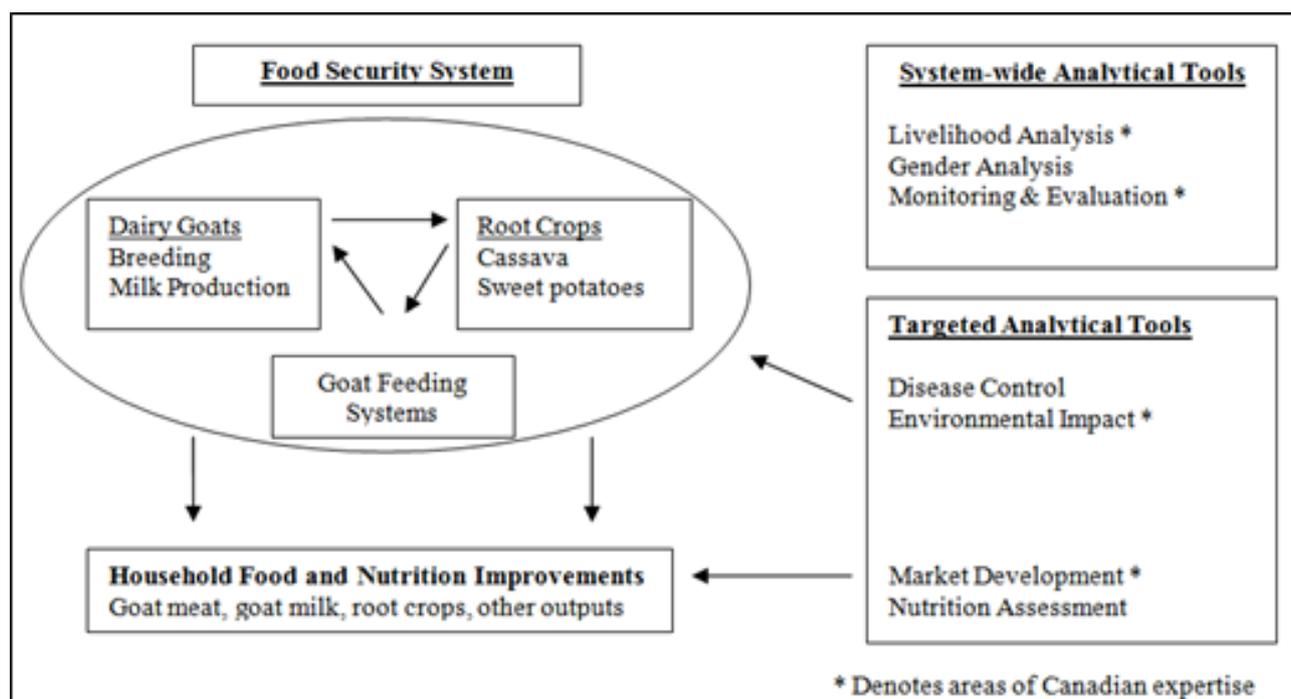 Food Security System
Dairy Goats
Breeding
Milk Production
Root Crops
Cassava
Sweet potatoes
Goat Feeding
Systems
Household Food and Nutrition Improvements
Goat meat, goat milk, root crops, other outputs
System-wide Analytical Tools
Livelihood Analysis *
Gender Analysis
Monitoring & Evaluation *
Targeted Analytical Tools
Disease Control
Environmental Impact *
Market Development *
Nutrition Assessment
* Denotes areas of Canadian expertise